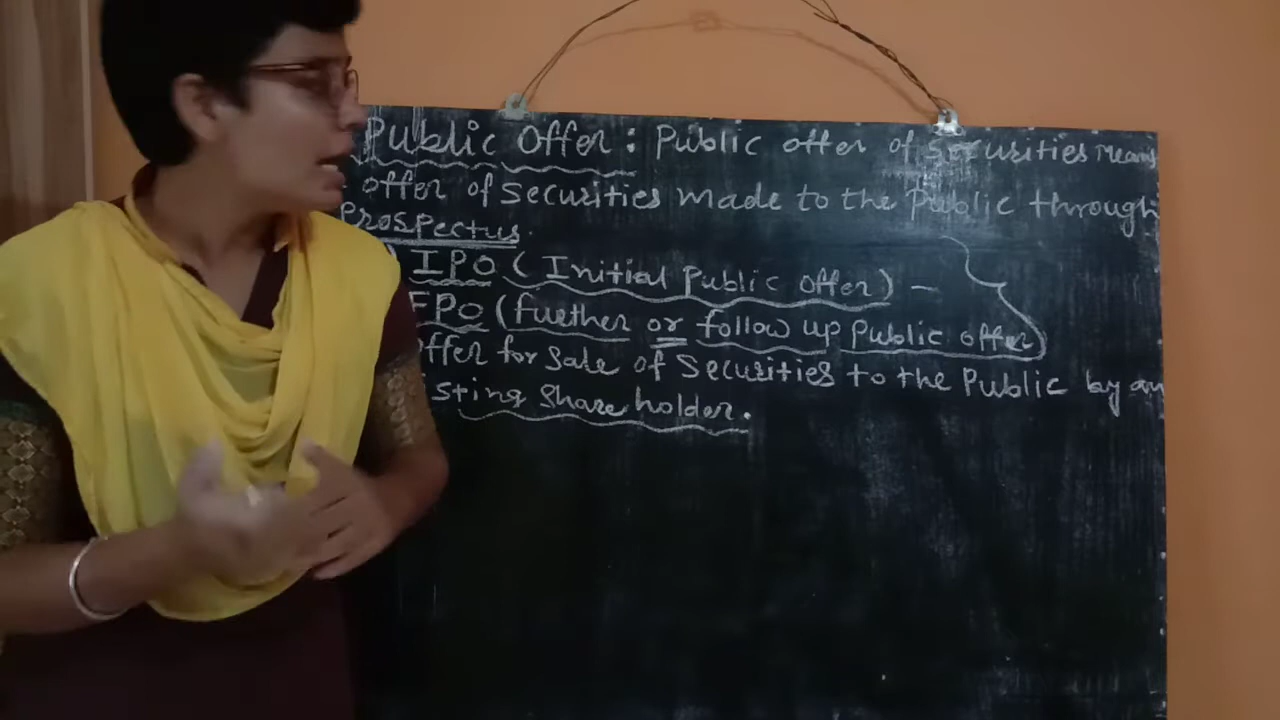 Public Offer : Public offer of securities Means
offer of Securities made to the Public through
Prospectus.
) IPO ( Initial Public offer) -
FPO (fuether or follow up Public offer)
offer for Sale of Securities to the Public by an
isting Share holder.